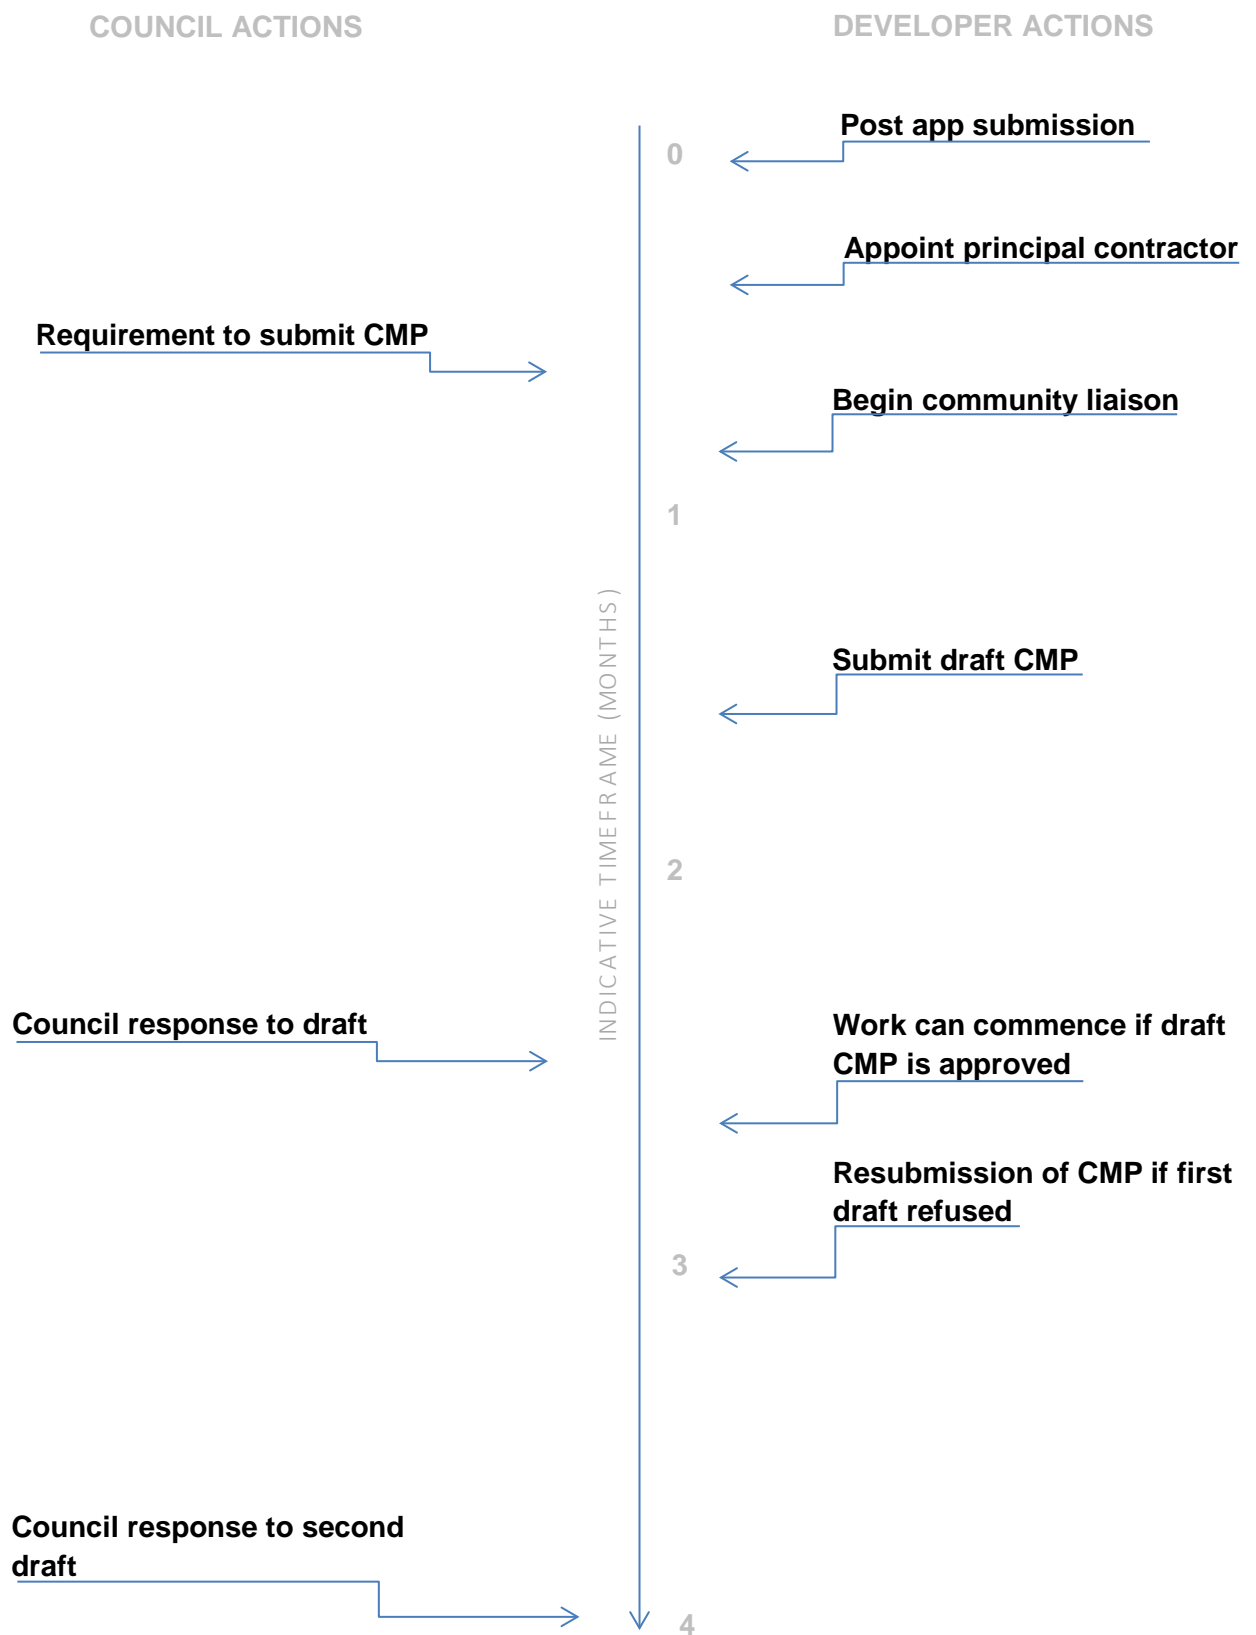 COUNCIL ACTIONS
DEVELOPER ACTIONS
Post app submission
0
Appoint principal contractor
Requirement to submit CMP
Begin community liaison
1
INDICATIVE TIMEFRAME (MONTHS)
Submit draft CMP
2
Council response to draft
Work can commence if draft
CMP is approved
Resubmission of CMP if first
draft refused
3
Council response to second
draft
4